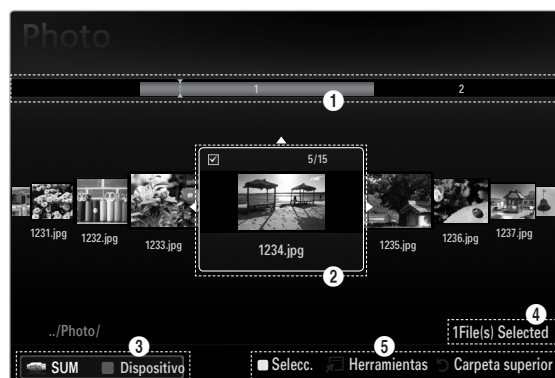 Photo
1 2
1
5/15
1231.jpg 1232.jpg 1233.jpg 1234.jpg 1235.jpg 1236.jpg 1237.jpg
2
4
../Photo/ 1File(s) Selected
3 5
SUM Dispositivo Selecc. Herramientas Carpeta superior